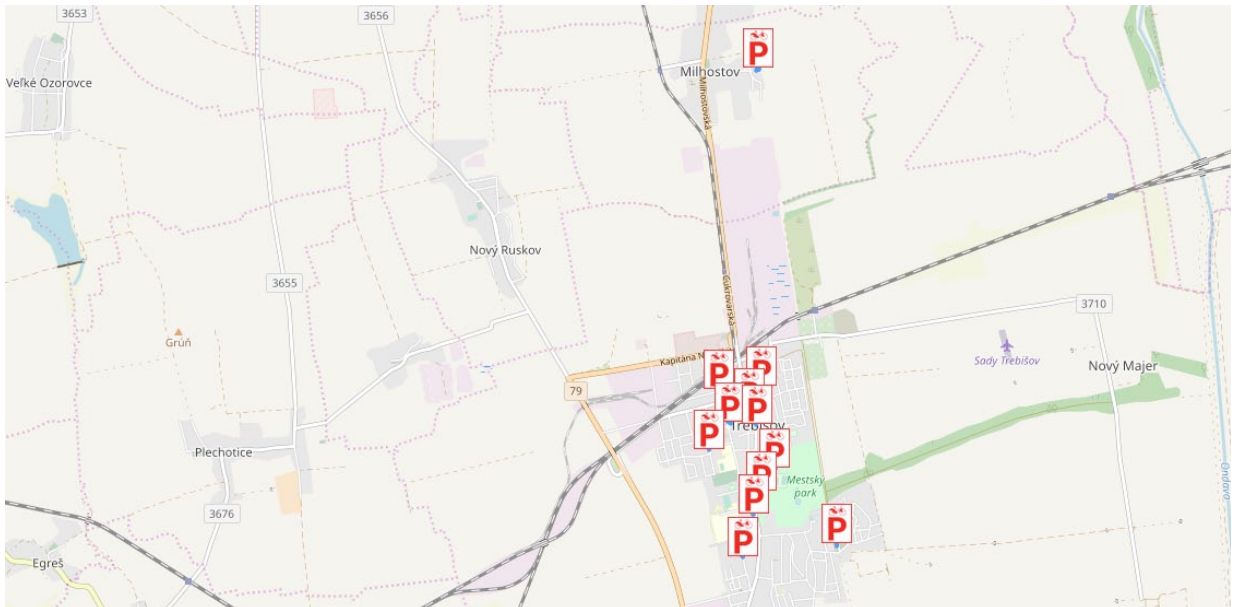 3653
3656
Veľké Ozorovce
P
Milhostov
Milhostovská
Nový Ruskov
3655
Cukrovarská
3710
Grúň
Sady Trebišov
Kapitána N
Nový Majer
79
P
P
P
P
P
Trebišov
P
P
Plechotice
P
Mestsky
park
P
Ondava
3676
P
P
Egreš